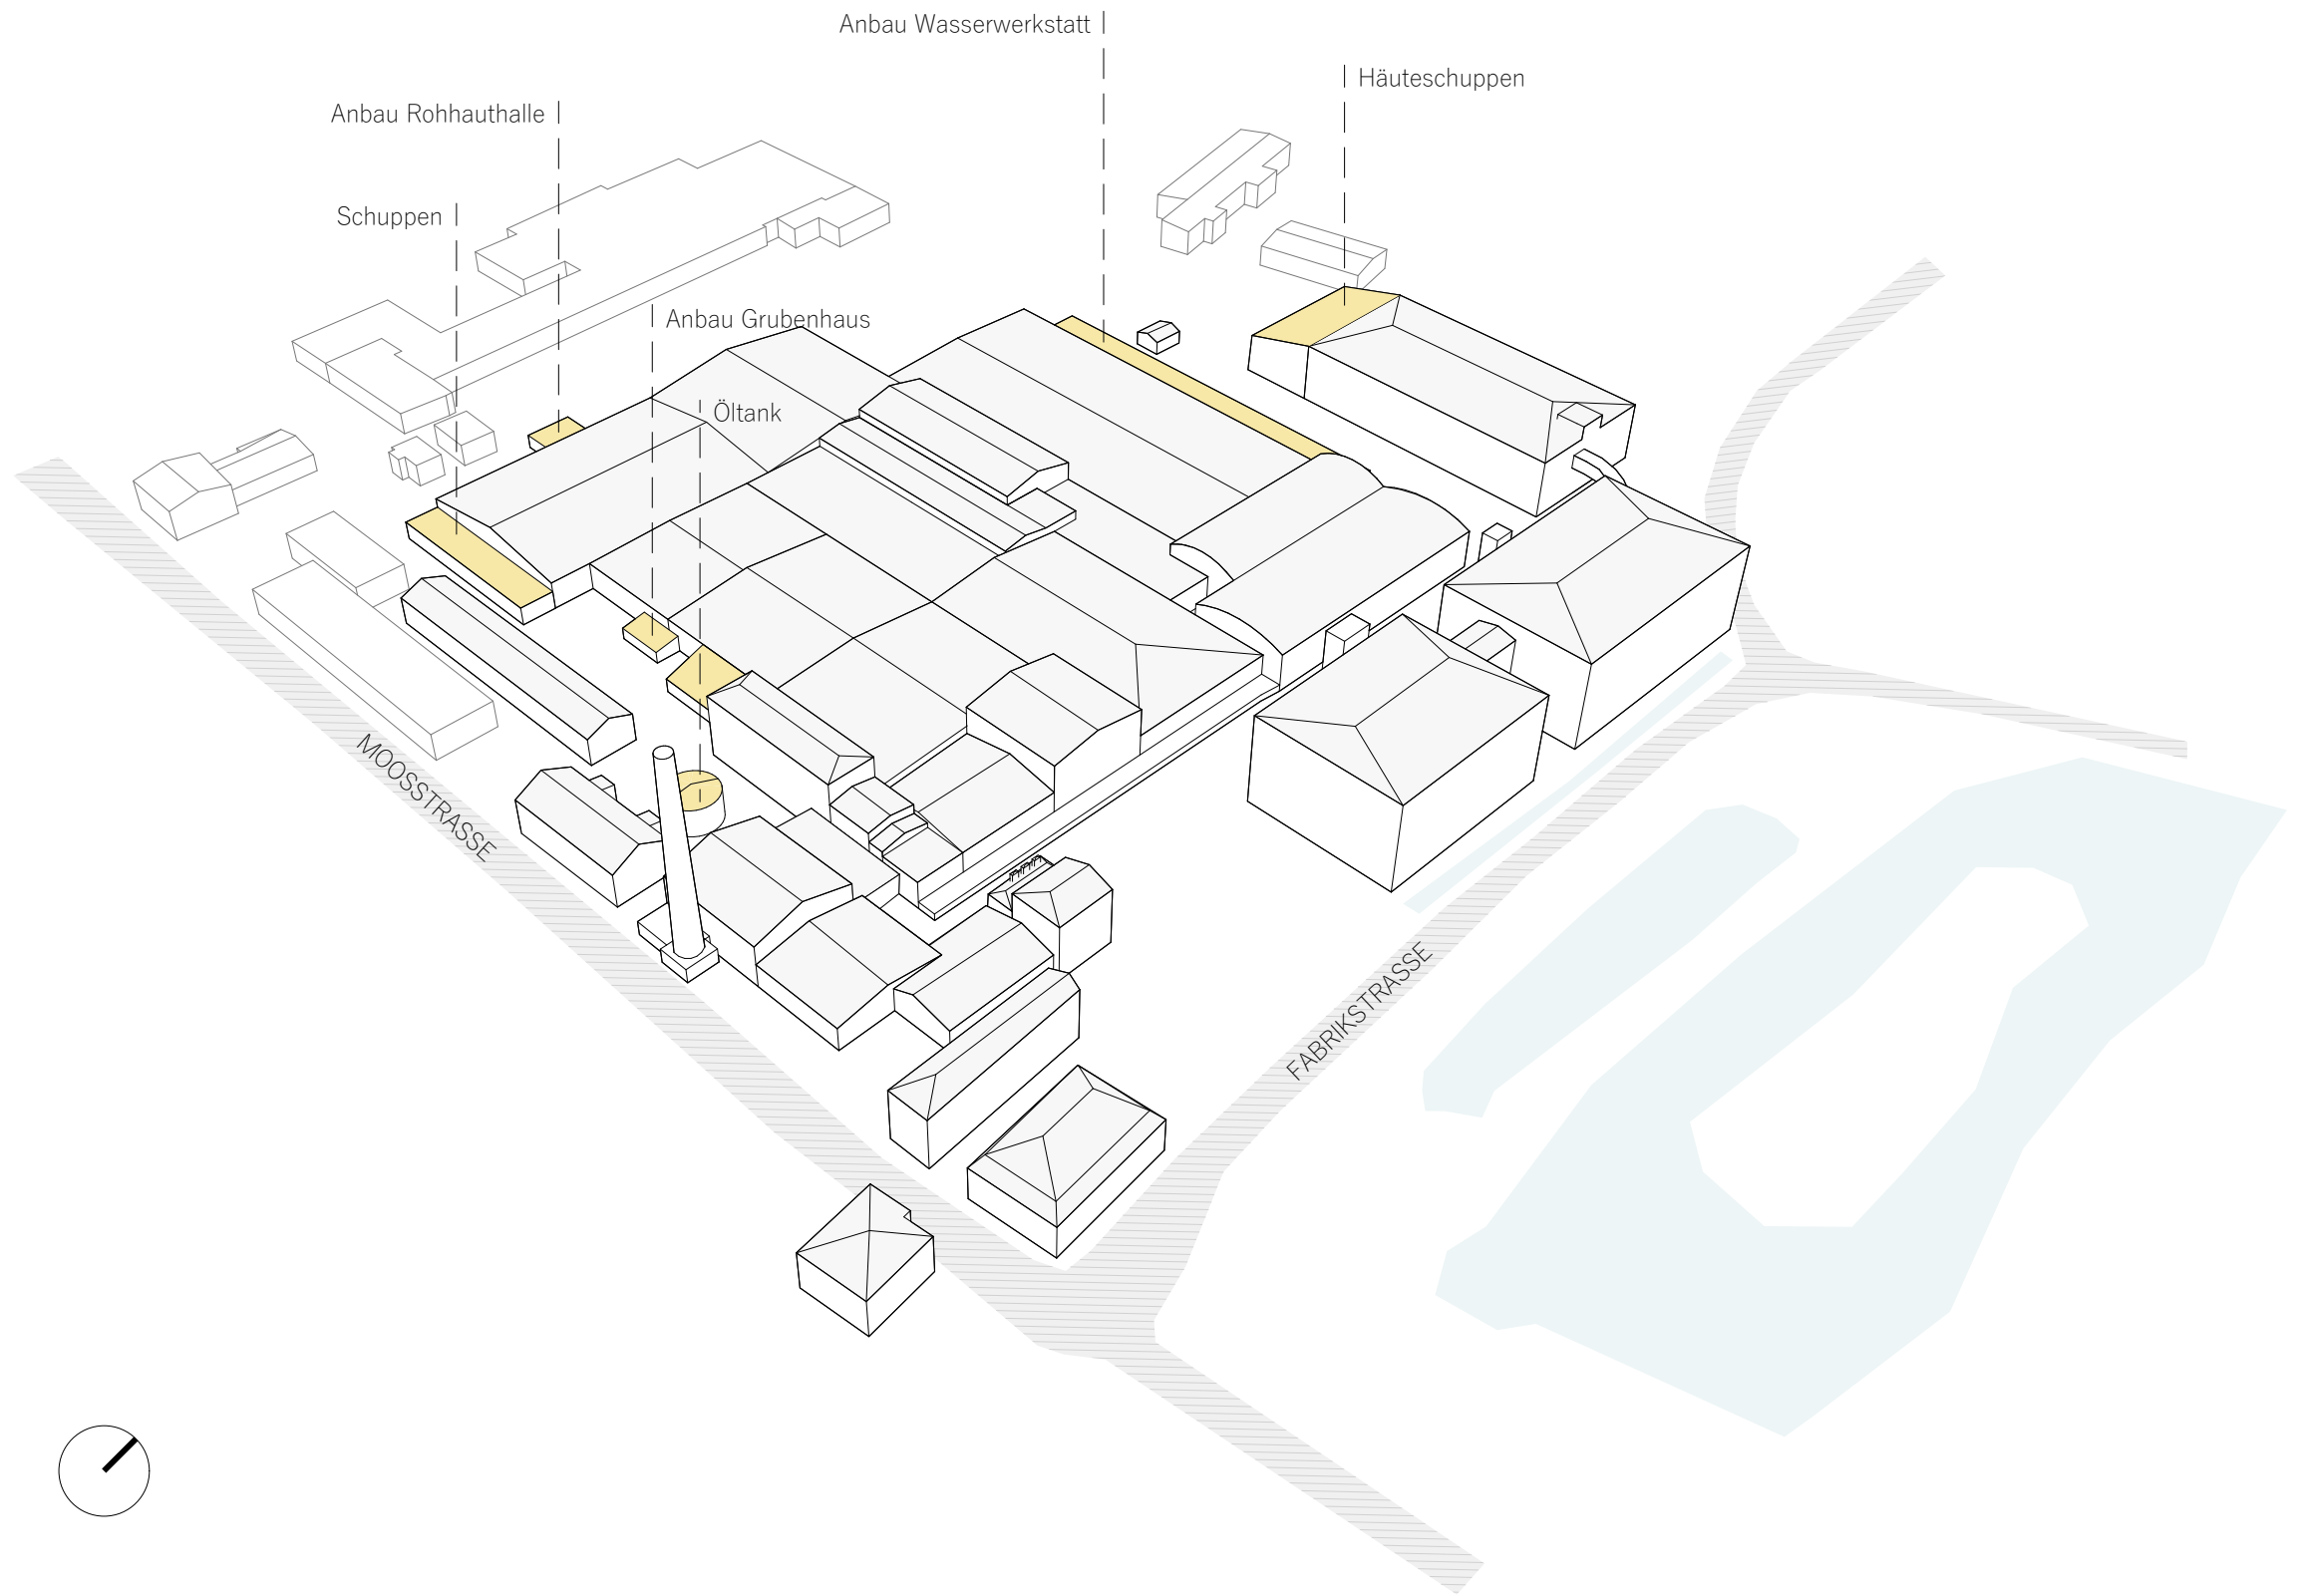 Anbau Wasserwerkstatt
Häuteschuppen
Anbau Rohhauthalle
Schuppen
Anbau Grubenhaus
Öltank
MOOSSTRASSE
FABRIKSTRASSE